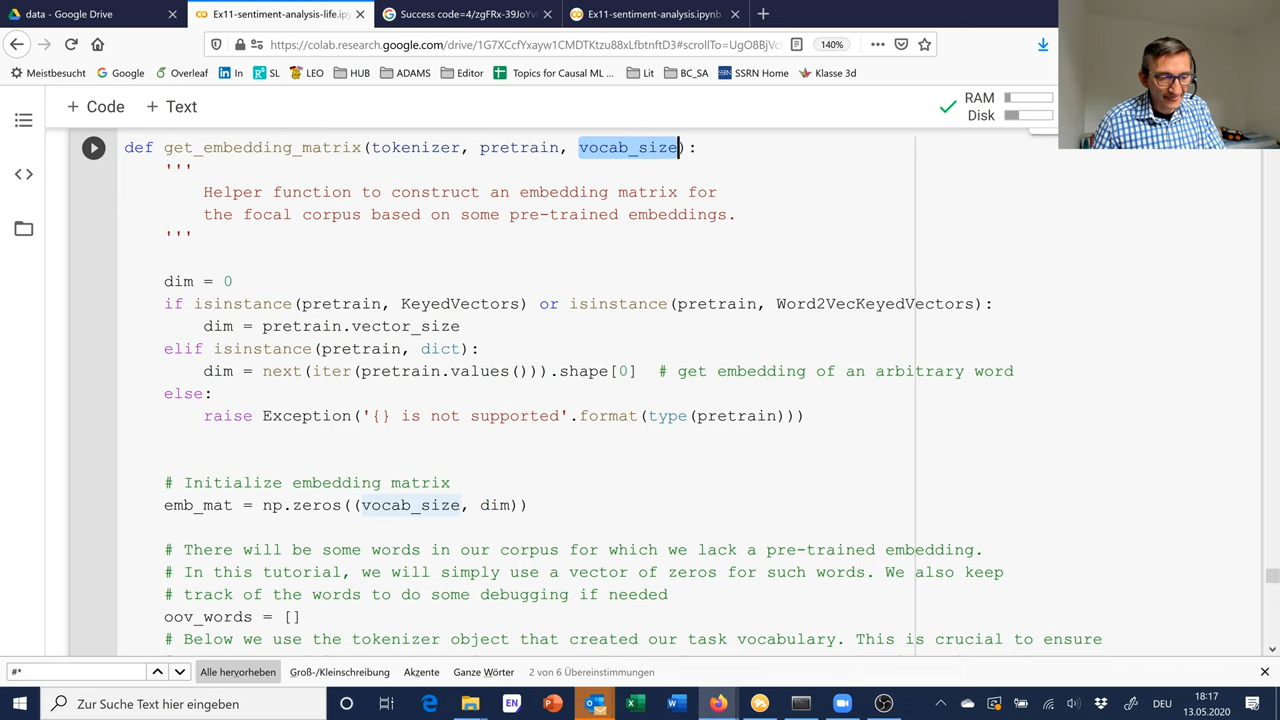 data - Google Drive
Ex11-sentiment-analysis-life.ipy
Success code=4/zgFRx-39JoYv
Ex11-sentiment-analysis.ipynb
https://colab.research.google.com/drive/1G7XCcfYxayw1CMDTKtzu88xLfbtnftD3#scrollTo=UgO8BjVc
140%
Meistbesucht
Google
Overleaf
In
SL
LEO
HUB
ADAMS
Editor
Topics for Causal ML ...
Lit
BC_SA
SSRN Home
Klasse 3d
+ Code + Text
RAM
Disk
def get_embedding_matrix(tokenizer, pretrain, vocab_size):
'''
Helper function to construct an embedding matrix for
the focal corpus based on some pre-trained embeddings.
'''
dim = 0
if isinstance(pretrain, KeyedVectors) or isinstance(pretrain, Word2VecKeyedVectors):
dim = pretrain.vector_size
elif isinstance(pretrain, dict):
dim = next(iter(pretrain.values())).shape[0] # get embedding of an arbitrary word
else:
raise Exception('{} is not supported'.format(type(pretrain)))
# Initialize embedding matrix
emb_mat = np.zeros((vocab_size, dim))
# There will be some words in our corpus for which we lack a pre-trained embedding.
# In this tutorial, we will simply use a vector of zeros for such words. We also keep
# track of the words to do some debugging if needed
oov_words = []
# Below we use the tokenizer object that created our task vocabulary. This is crucial to ensure
#*
Alle hervorheben
Groß-/Kleinschreibung
Akzente
Ganze Wörter
2 von 6 Übereinstimmungen
Zur Suche Text hier eingeben
EN
DEU
18:17
13.05.2020